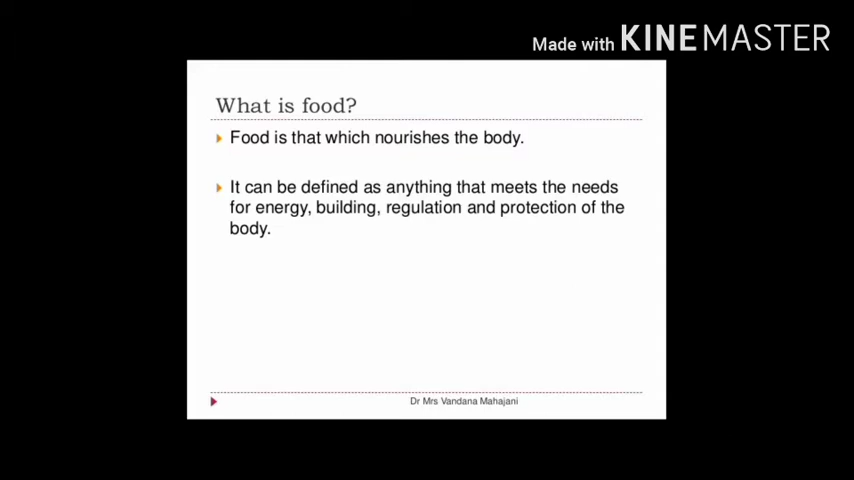 Made with KINEMASTER
What is food?
Food is that which nourishes the body.
It can be defined as anything that meets the needs
for energy, building, regulation and protection of the
body.
Dr Mrs Vandana Mahajani